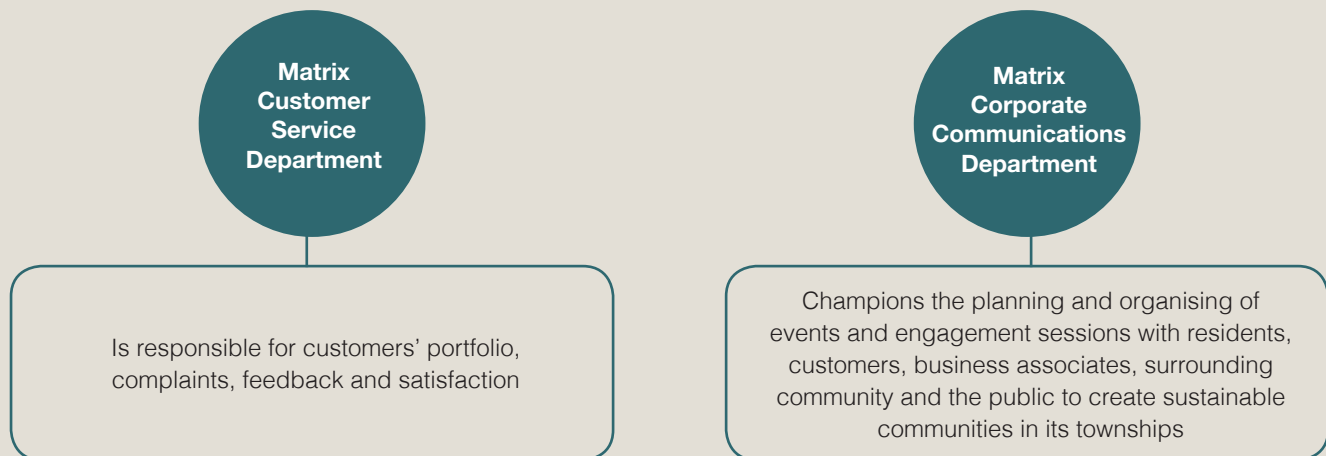 Matrix
Customer
Service
Department
Is responsible for customers’ portfolio,
complaints, feedback and satisfaction
Matrix
Corporate
Communications
Department
Champions the planning and organising of
events and engagement sessions with residents,
customers, business associates, surrounding
community and the public to create sustainable
communities in its townships